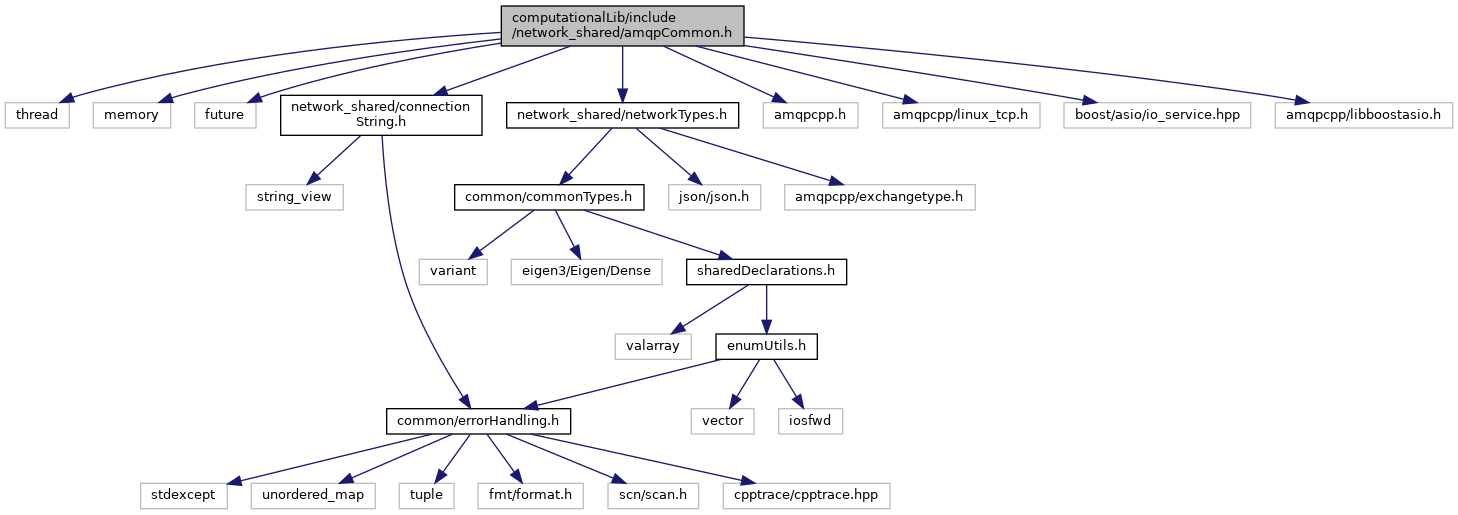 computationalLib/include
/network_shared/amqpCommon.h
thread
memory
future
network_shared/connection
String.h
network_shared/networkTypes.h
amqpcpp.h
amqpcpp/linux_tcp.h
boost/asio/io_service.hpp
amqpcpp/libboostasio.h
string_view
common/commonTypes.h
json/json.h
amqpcpp/exchangetype.h
variant
eigen3/Eigen/Dense
sharedDeclarations.h
valarray
enumUtils.h
common/errorHandling.h
vector
iosfwd
stdexcept
unordered_map
tuple
fmt/format.h
scn/scan.h
cpptrace/cpptrace.hpp